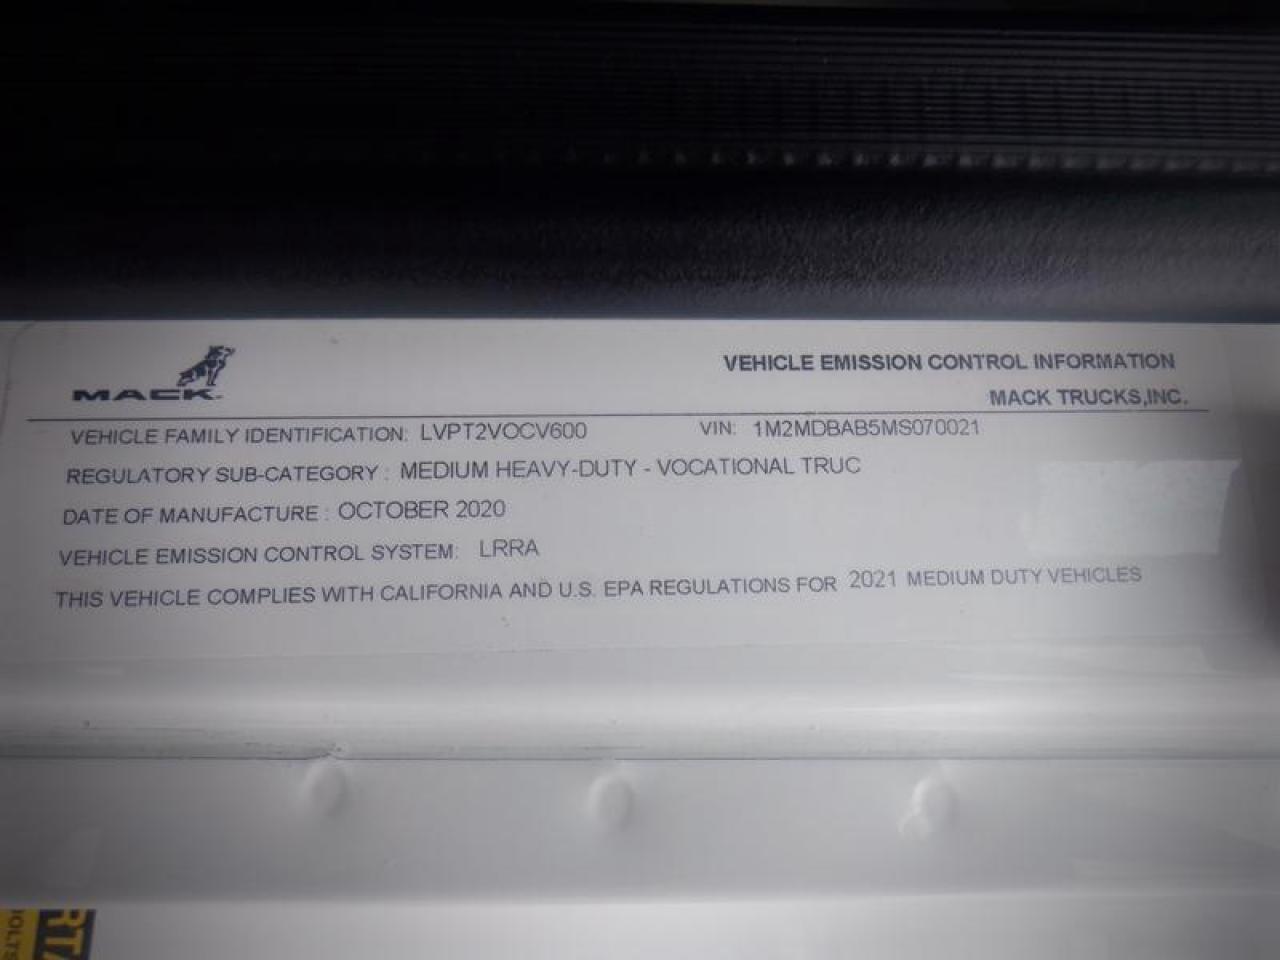 MACK
VEHICLE EMISSION CONTROL INFORMATION
MACK TRUCKS,INC.
VEHICLE FAMILY IDENTIFICATION: LVPT2VOCV600 VIN: 1M2MDBAB5MS070021
REGULATORY SUB-CATEGORY : MEDIUM HEAVY-DUTY - VOCATIONAL TRUC
DATE OF MANUFACTURE : OCTOBER 2020
VEHICLE EMISSION CONTROL SYSTEM: LRRA
THIS VEHICLE COMPLIES WITH CALIFORNIA AND U.S. EPA REGULATIONS FOR 2021 MEDIUM DUTY VEHICLES